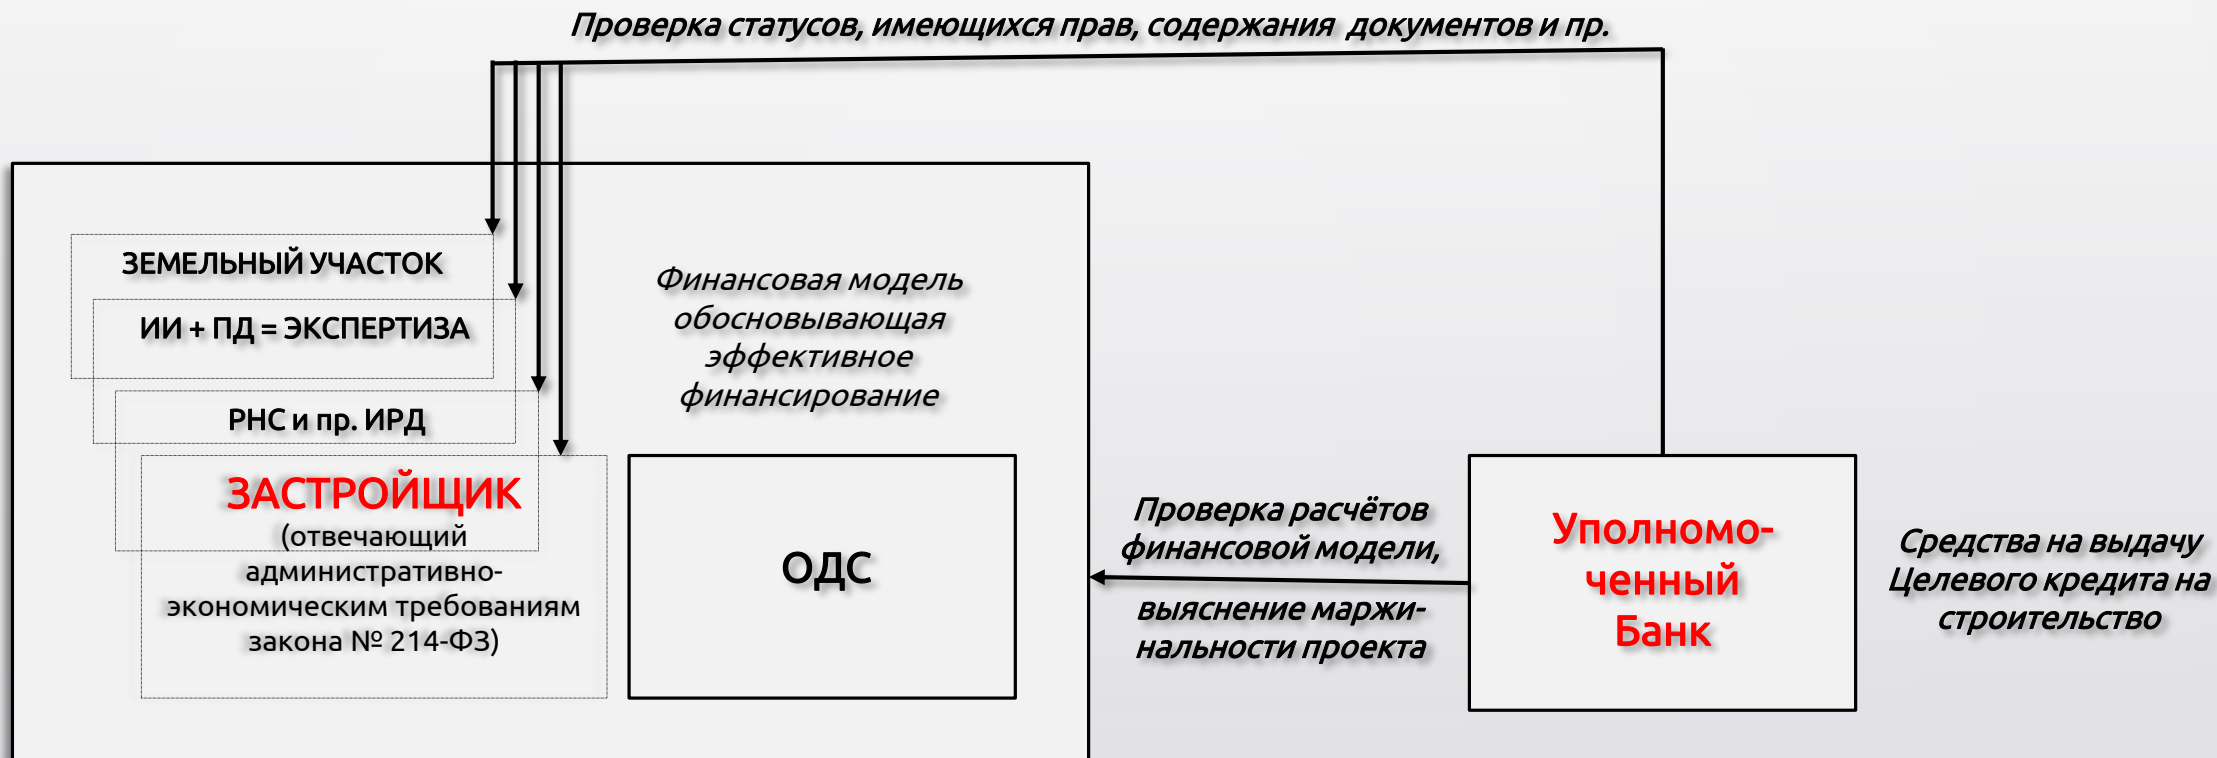 Проверка статусов, имеющихся прав, содержания документов и пр.
ЗЕМЕЛЬНЫЙ УЧАСТОК
ИИ + ПД = ЭКСПЕРТИЗА
РНС и пр. ИРД
ЗАСТРОЙЩИК
(отвечающий
административно-
экономическим требованиям
закона № 214-ФЗ)
Финансовая модель
обосновывающая
эффективное
финансирование
ОДС
Проверка расчётов
финансовой модели,
выяснение маржи-
нальности проекта
Уполномо-
ченный
Банк
Средства на выдачу
Целевого кредита на
строительство